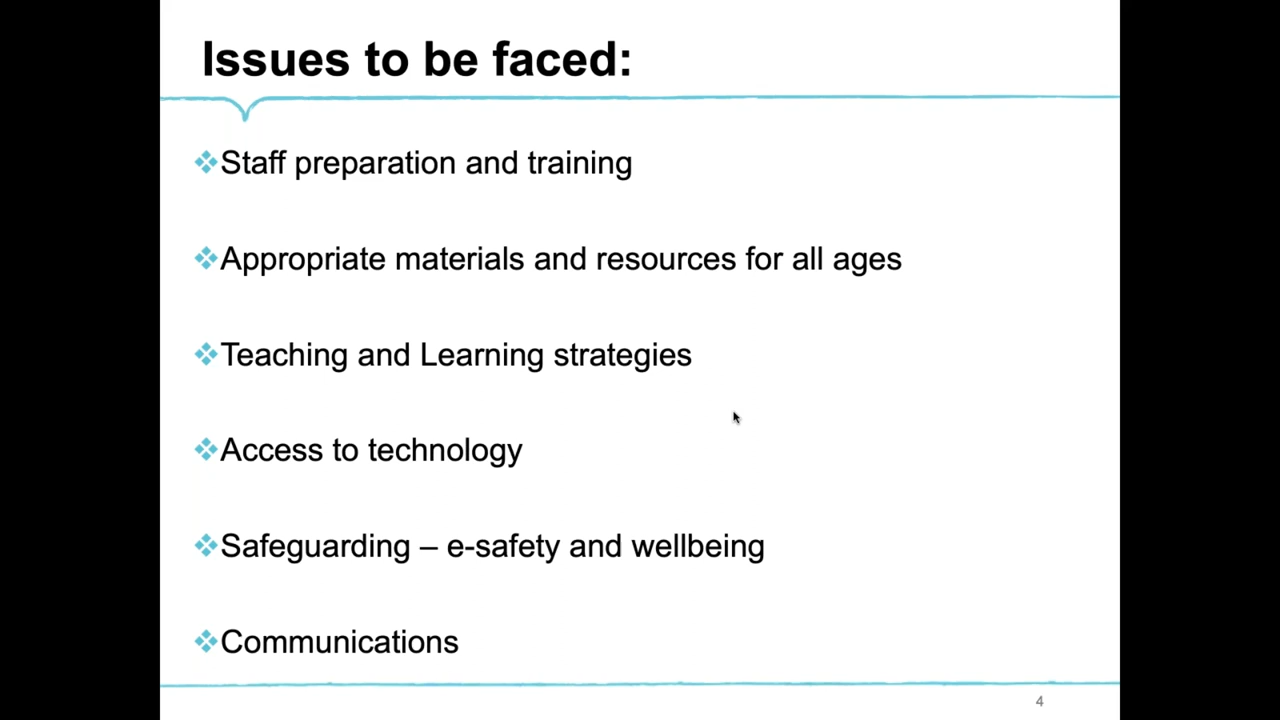 Issues to be faced:
Staff preparation and training
Appropriate materials and resources for all ages
Teaching and Learning strategies
Access to technology
Safeguarding – e-safety and wellbeing
Communications
4